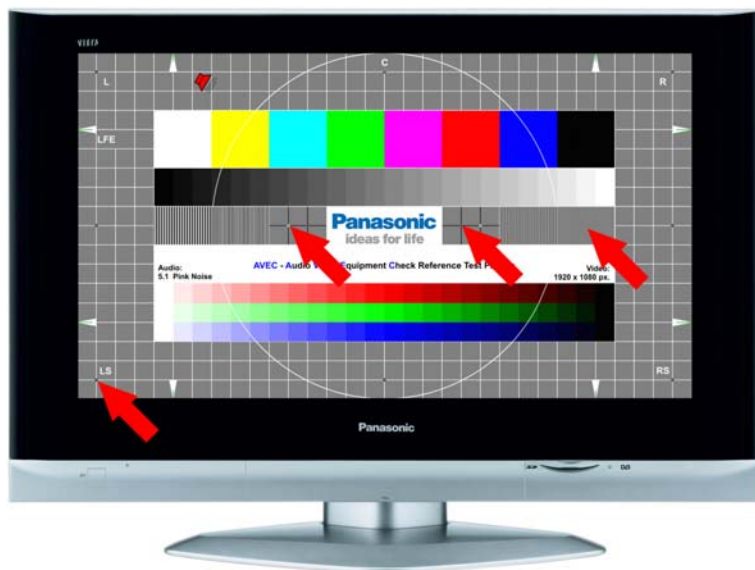 VIErA
C
L R
LFE
Panasonic
ideas for life
AVEC - Audio Equipment Check Reference Test
Audio: Video:
5.1 Pink Noise 1920 x 1080 px.
LS RS
Panasonic